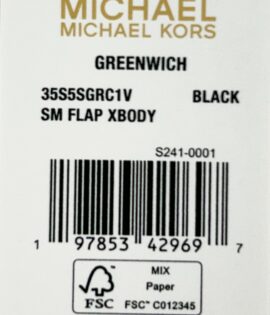 MICHAEL
MICHAEL KORS
GREENWICH
35S5SGRC1V BLACK
SM FLAP XBODY
S241-0001
1 97853 42969 7
FSC
MIX
Paper
FSC™ C012345